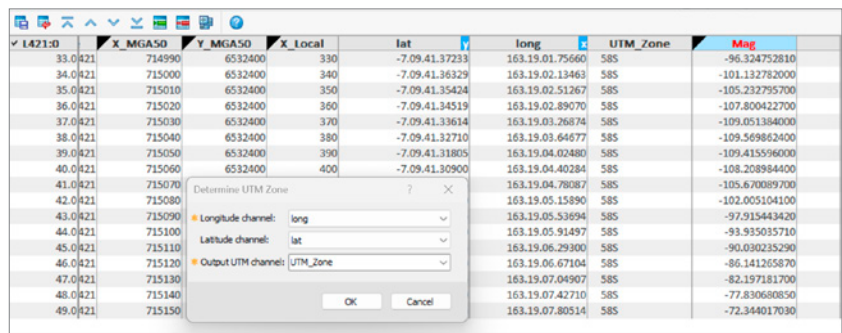 L421:0 X_MGA50 Y_MGA50 X_Local lat y long x UTM_Zone Mag
33.0 421 714990 6532400 330 -7.09.41.37233 163.19.01.75660 58S -96.324752810
34.0 421 715000 6532400 340 -7.09.41.36329 163.19.02.13463 58S -101.132782000
35.0 421 715010 6532400 350 -7.09.41.35424 163.19.02.51267 58S -105.232795700
36.0 421 715020 6532400 360 -7.09.41.34519 163.19.02.89070 58S -107.800422700
37.0 421 715030 6532400 370 -7.09.41.33614 163.19.03.26874 58S -109.051384000
38.0 421 715040 6532400 380 -7.09.41.32710 163.19.03.64677 58S -109.569862400
39.0 421 715050 6532400 390 -7.09.41.31805 163.19.04.02480 58S -109.415596000
40.0 421 715060 6532400 400 -7.09.41.30900 163.19.04.40284 58S -108.208984400
41.0 421 715070 163.19.04.78087 58S -105.670089700
42.0 421 715080 163.19.05.15890 58S -102.005104100
43.0 421 715090 163.19.05.53694 58S -97.915443420
44.0 421 715100 163.19.05.91497 58S -93.935035710
45.0 421 715110 163.19.06.29300 58S -90.030235290
46.0 421 715120 163.19.06.67104 58S -86.141265870
47.0 421 715130 163.19.07.04907 58S -82.197181700
48.0 421 715140 163.19.07.42710 58S -77.830680850
49.0 421 715150 163.19.07.80514 58S -72.344017030
Determine UTM Zone ?
Longitude channel: long
Latitude channel: lat
Output UTM channel: UTM_Zone
OK Cancel